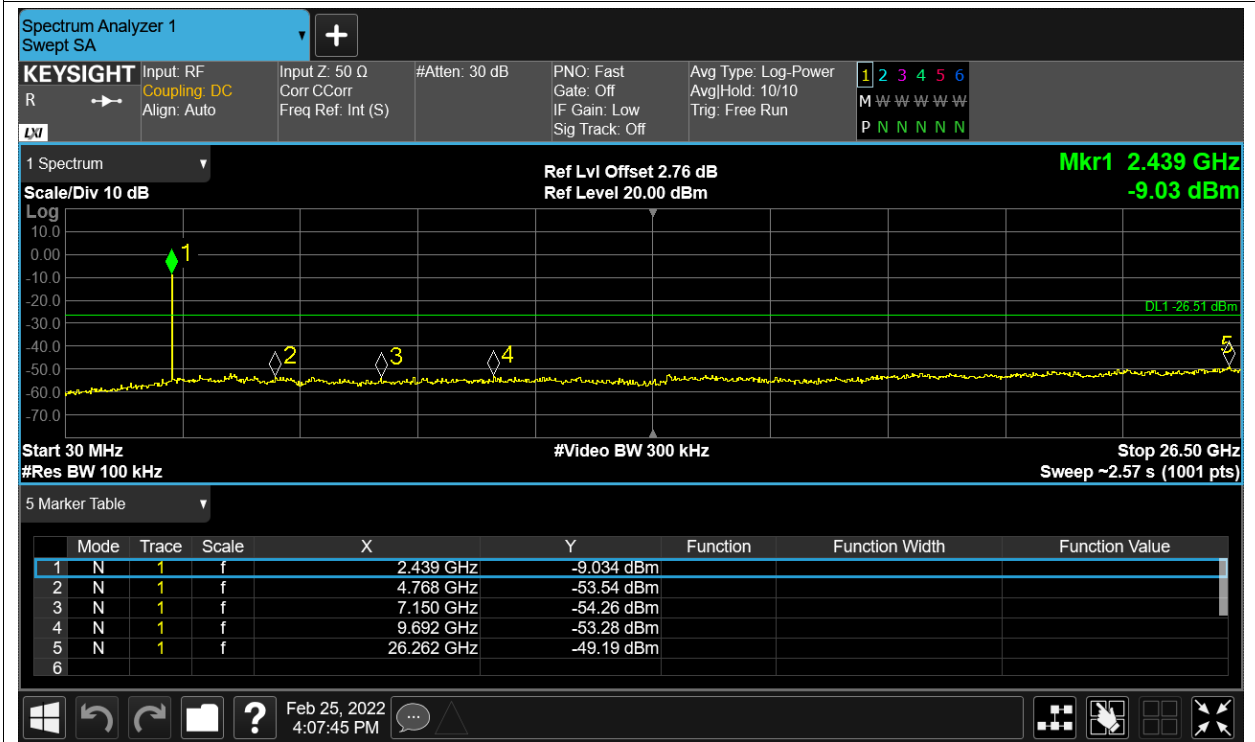 Spectrum Analyzer 1
Swept SA
+
KEYSIGHT Input: RF Input Z: 50 Ω #Atten: 30 dB PNO: Fast Avg Type: Log-Power 1 2 3 4 5 6
R Coupling: DC Corr CCorr Gate: Off Avg|Hold: 10/10 M W W W W W
Align: Auto Freq Ref: Int (S) IF Gain: Low Trig: Free Run
LXI Sig Track: Off P N N N N N
1 Spectrum Ref Lvl Offset 2.76 dB Mkr1 2.439 GHz
Scale/Div 10 dB Ref Level 20.00 dBm -9.03 dBm
Log
10.0
0.00 1
-10.0
-20.0 DL1 -26.51 dBm
-30.0
-40.0 2 3 4 5
-50.0
-60.0
-70.0
Start 30 MHz #Video BW 300 kHz Stop 26.50 GHz
#Res BW 100 kHz Sweep ~2.57 s (1001 pts)
5 Marker Table
Mode Trace Scale X Y Function Function Width Function Value
1 N 1 f 2.439 GHz -9.034 dBm
2 N 1 f 4.768 GHz -53.54 dBm
3 N 1 f 7.150 GHz -54.26 dBm
4 N 1 f 9.692 GHz -53.28 dBm
5 N 1 f 26.262 GHz -49.19 dBm
6
? Feb 25, 2022
4:07:45 PM